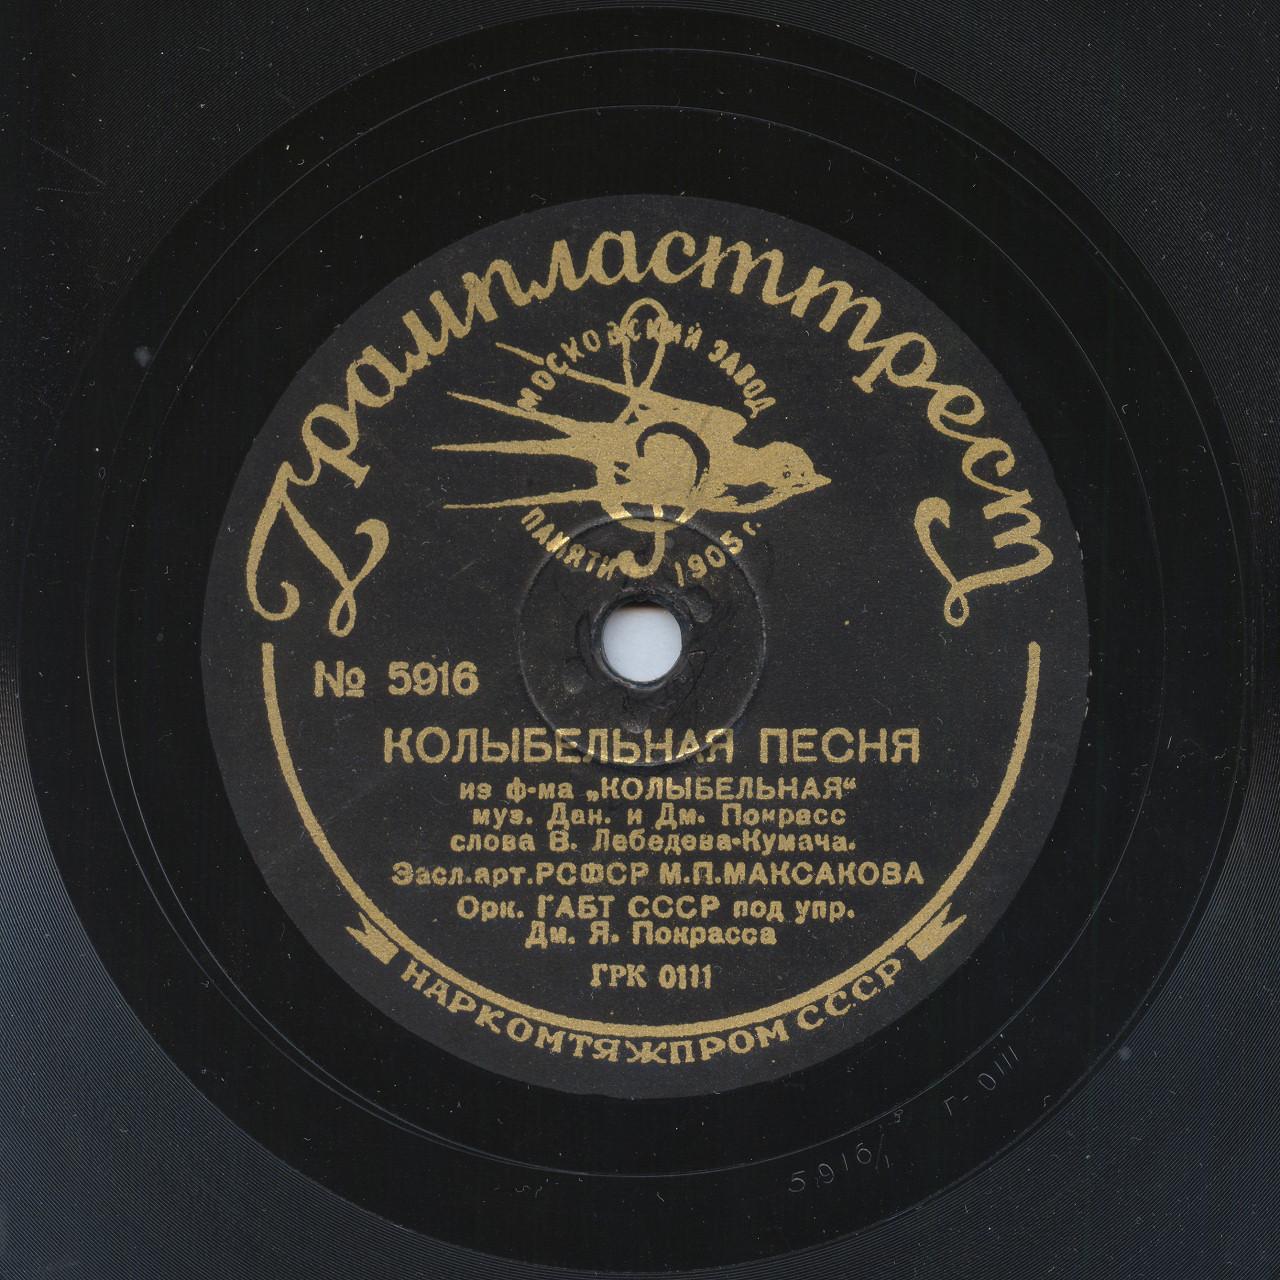 Грампласттрест
МОСКОВСКИЙ ЗАВОД
ПАМЯТИ 1905 г.
№ 5916
КОЛЫБЕЛЬНАЯ ПЕСНЯ
из ф-ма „КОЛЫБЕЛЬНАЯ“
муз. Дан. и Дм. Покрасс
слова В. Лебедева-Кумача.
Засл.арт.РСФСР М.П.МАКСАКОВА
Орк. ГАБТ СССР под упр.
Дм. Я. Покрасса
ГРК 0111
НАРКОМТЯЖПРОМ СССР
5916/1
Г-0111